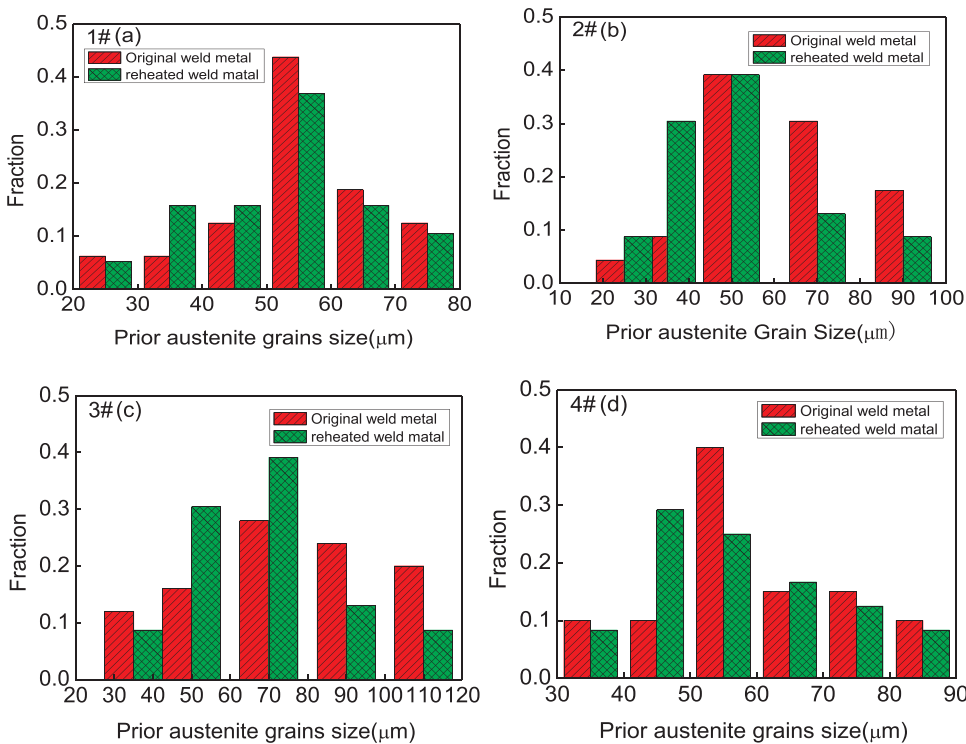 1# (a)
Original weld metal
reheated weld matal
0.5
0.4
0.3
0.2
0.1
0.0
Fraction
20 30 40 50 60 70 80
Prior austenite grains size(μm)
2# (b)
Original weld metal
reheated weld matal
0.5
0.4
0.3
0.2
0.1
0.0
Fraction
10 20 30 40 50 60 70 80 90 100
Prior austenite Grain Size(μm)
3# (c)
Original weld metal
reheated weld matal
0.5
0.4
0.3
0.2
0.1
0.0
Fraction
20 30 40 50 60 70 80 90 100 110 120
Prior austenite grains size(μm)
4# (d)
Original weld metal
reheated weld matal
0.5
0.4
0.3
0.2
0.1
0.0
Fraction
30 40 50 60 70 80 90
Prior austenite grains size(μm)